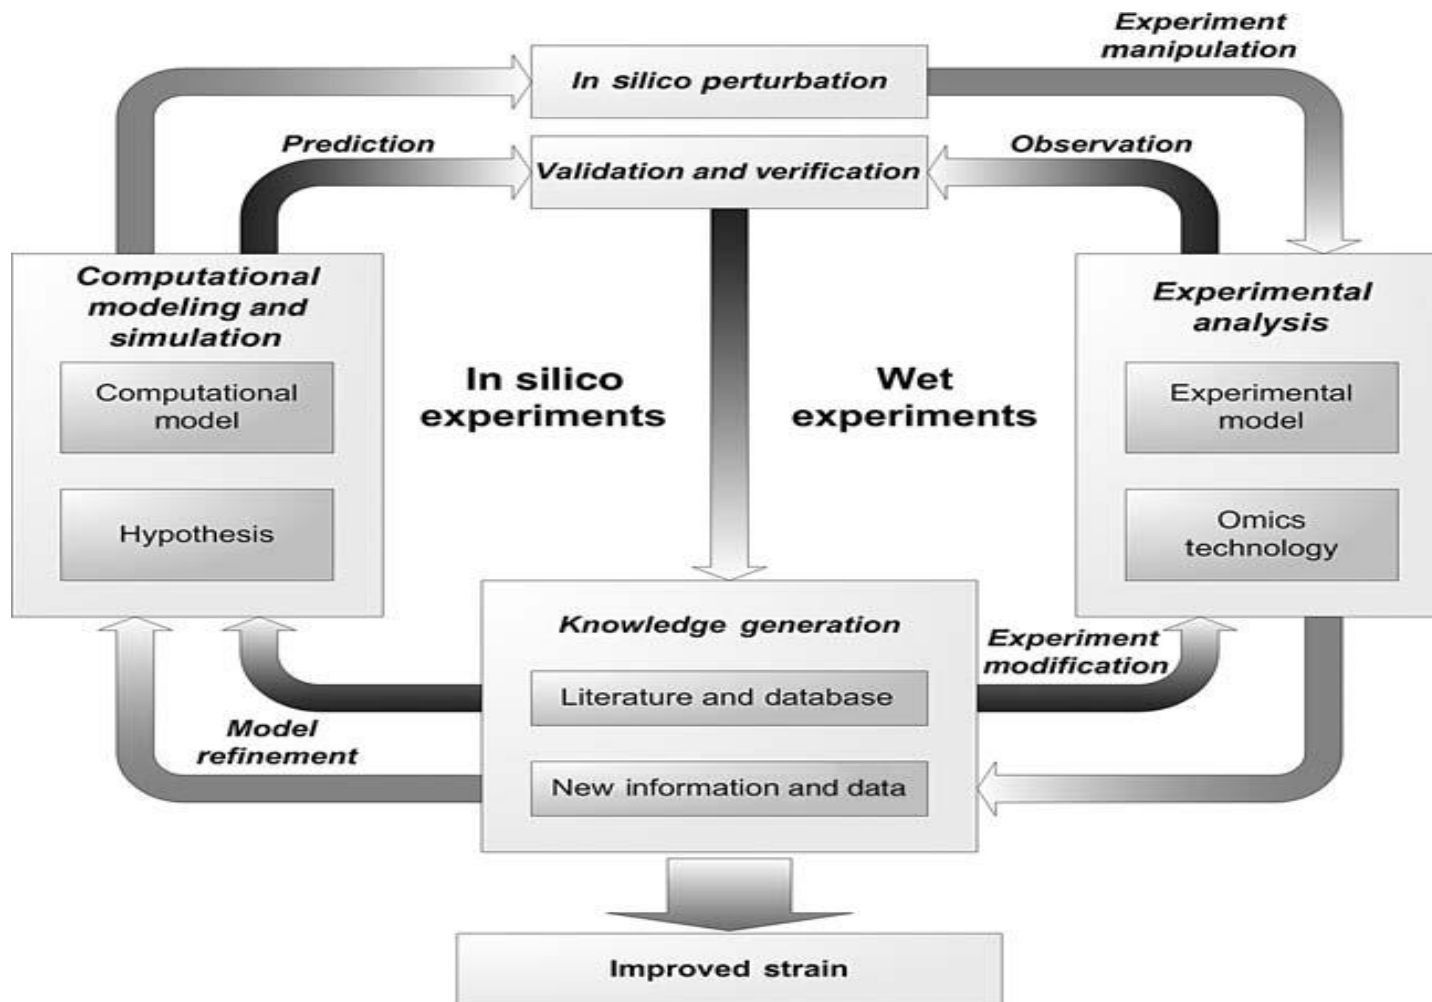 Experiment
manipulation
In silico perturbation
Prediction
Validation and verification
Observation
Computational
modeling and
simulation
Computational
model
Hypothesis
In silico
experiments
Wet
experiments
Experimental
analysis
Experimental
model
Omics
technology
Knowledge generation
Literature and database
New information and data
Experiment
modification
Model
refinement
Improved strain